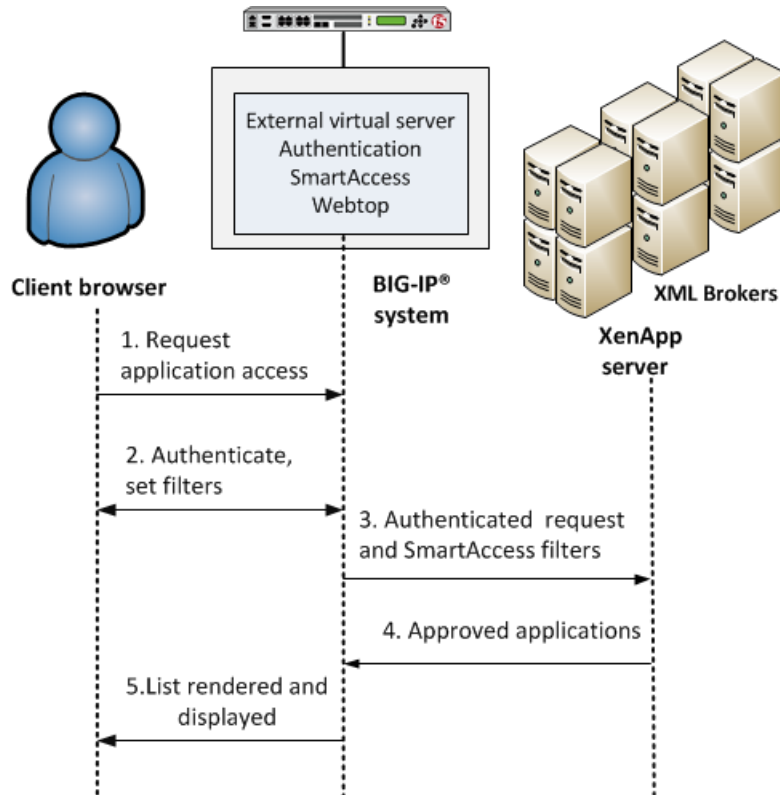 External virtual server
Authentication
SmartAccess
Webtop
Client browser
BIG-IP®
system
XML Brokers
XenApp
server
1. Request
application access
2. Authenticate,
set filters
3. Authenticated request
and SmartAccess filters
4. Approved applications
5.List rendered and
displayed